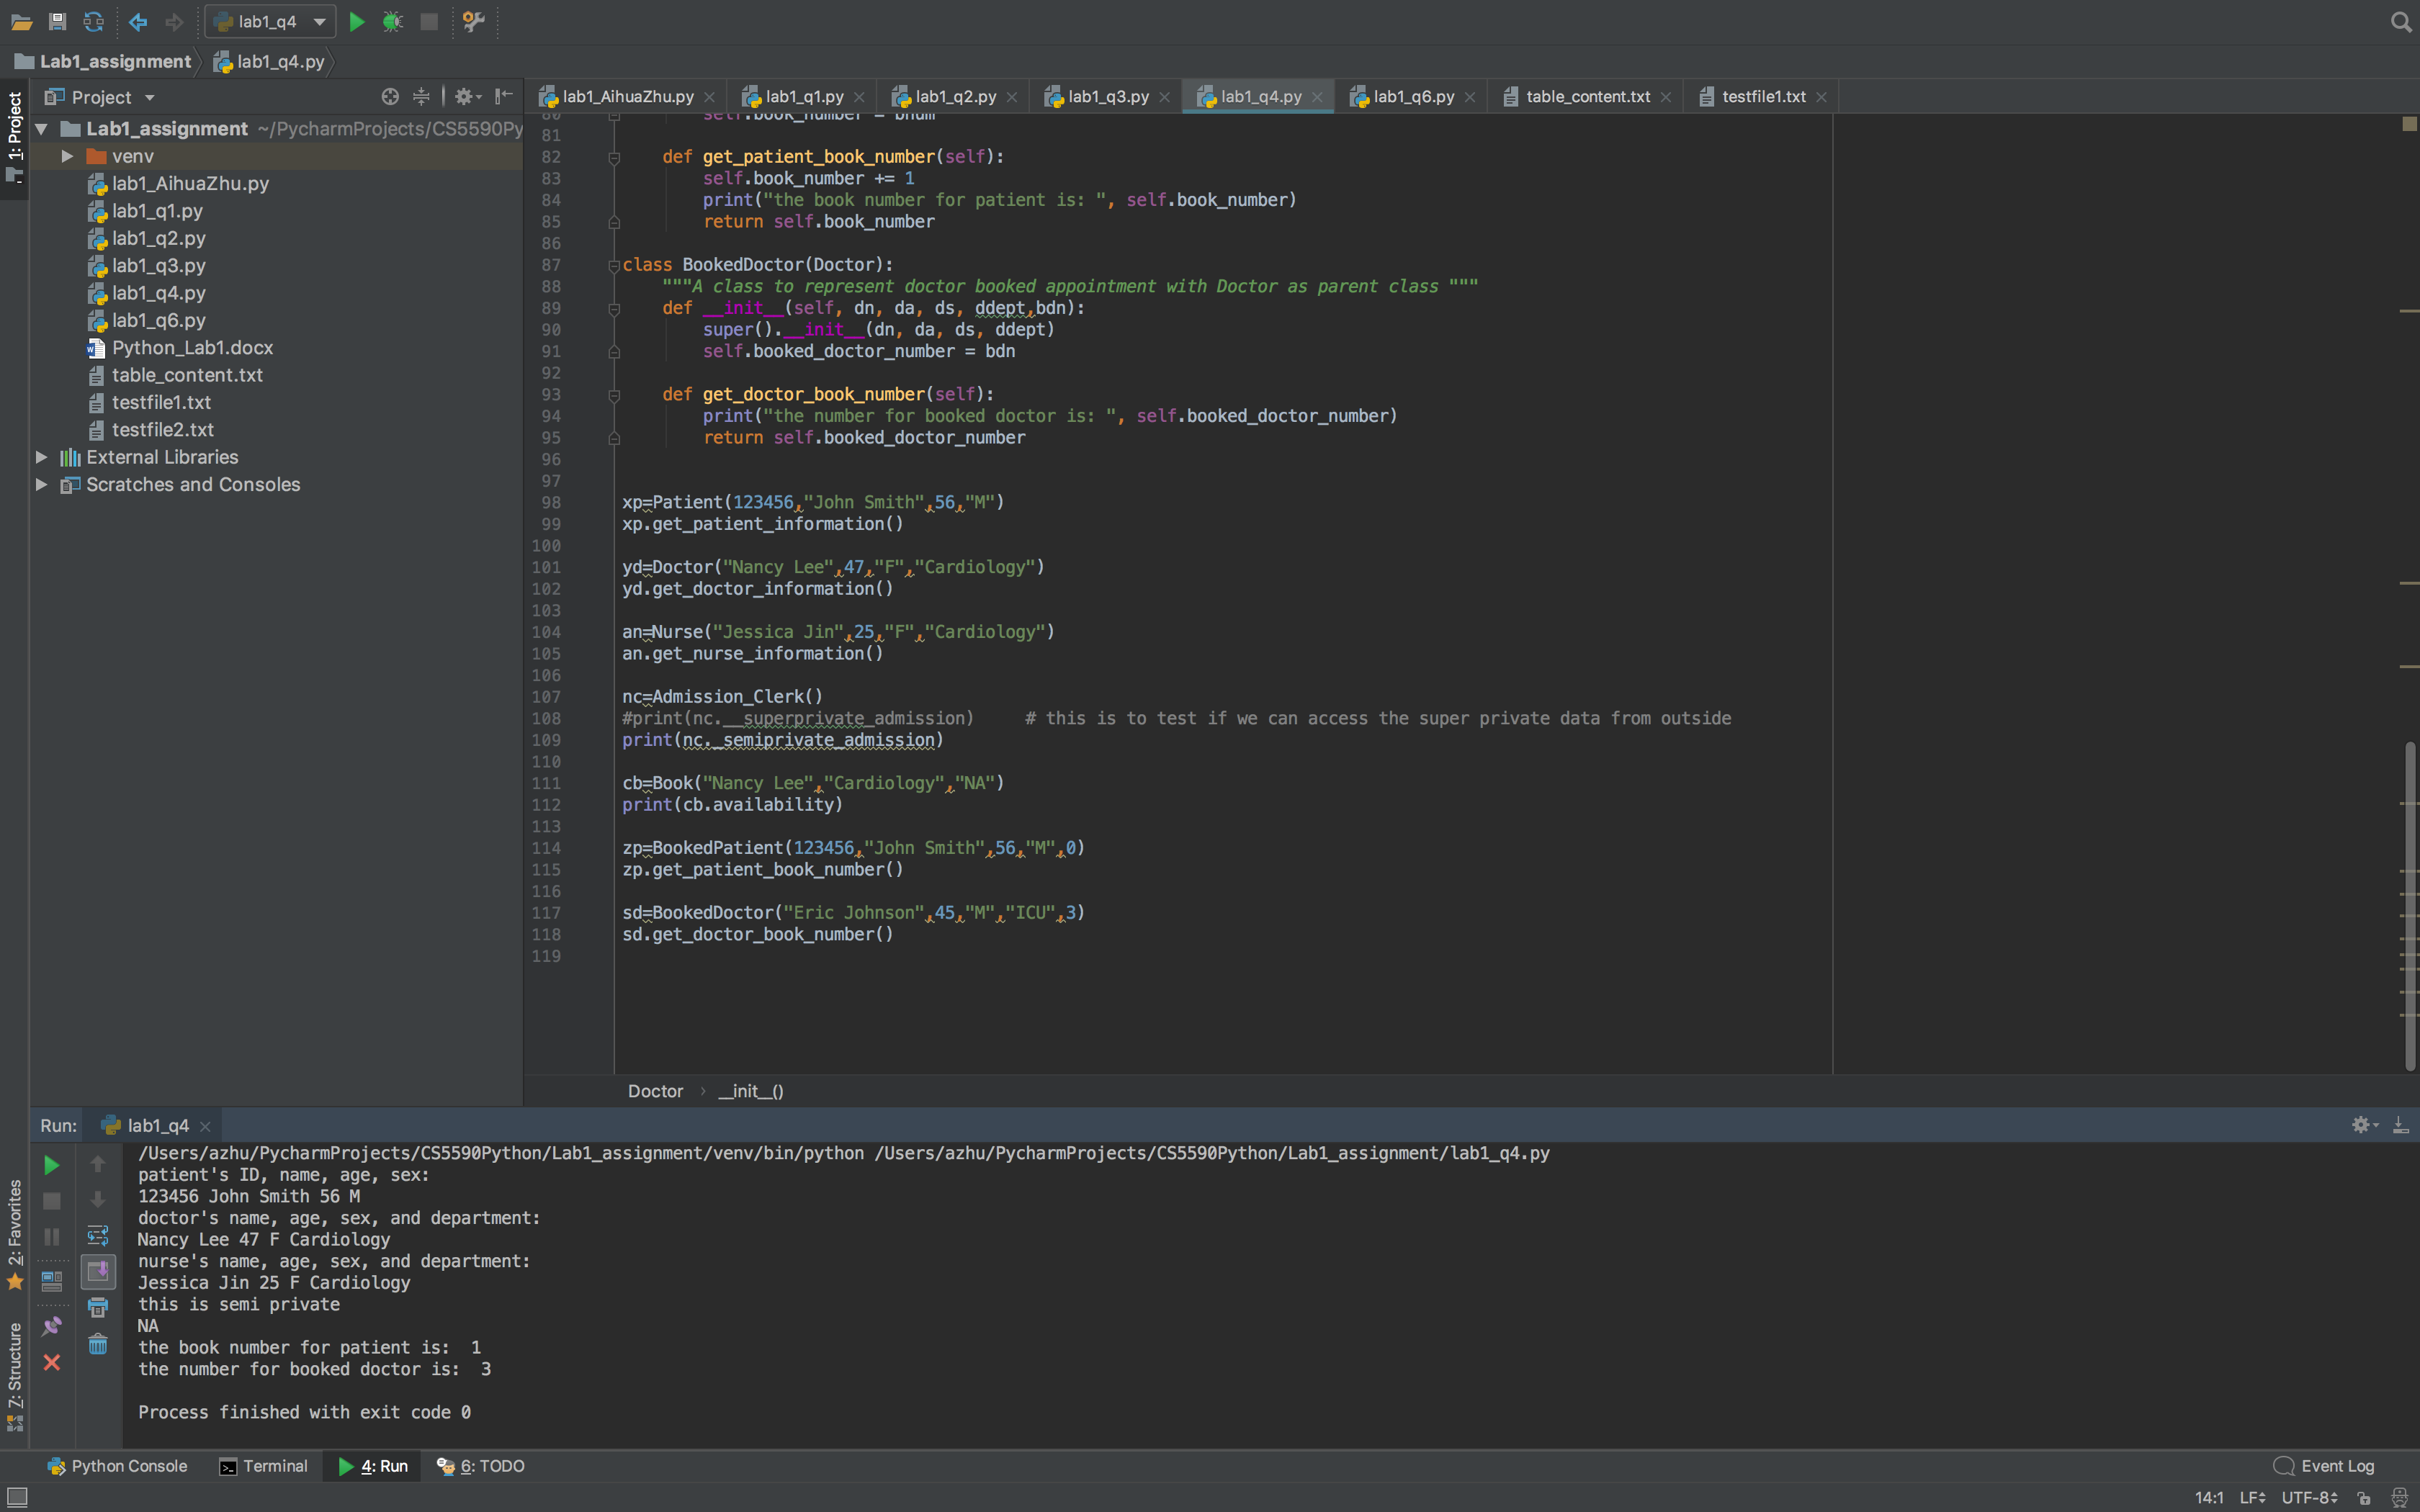 lab1_q4
Lab1_assignment lab1_q4.py
1: Project
Project
lab1_AihuaZhu.py lab1_q1.py lab1_q2.py lab1_q3.py lab1_q4.py lab1_q6.py table_content.txt testfile1.txt
Lab1_assignment ~/PycharmProjects/CS5590Py
venv
lab1_AihuaZhu.py
lab1_q1.py
lab1_q2.py
lab1_q3.py
lab1_q4.py
lab1_q6.py
Python_Lab1.docx
table_content.txt
testfile1.txt
testfile2.txt
External Libraries
Scratches and Consoles
80 self.book_number = bnum
81
82 def get_patient_book_number(self):
83 self.book_number += 1
84 print("the book number for patient is: ", self.book_number)
85 return self.book_number
86
87 class BookedDoctor(Doctor):
88 """A class to represent doctor booked appointment with Doctor as parent class """
89 def __init__(self, dn, da, ds, ddept,bdn):
90 super().__init__(dn, da, ds, ddept)
91 self.booked_doctor_number = bdn
92
93 def get_doctor_book_number(self):
94 print("the number for booked doctor is: ", self.booked_doctor_number)
95 return self.booked_doctor_number
96
97
98 xp=Patient(123456,"John Smith",56,"M")
99 xp.get_patient_information()
100
101 yd=Doctor("Nancy Lee",47,"F","Cardiology")
102 yd.get_doctor_information()
103
104 an=Nurse("Jessica Jin",25,"F","Cardiology")
105 an.get_nurse_information()
106
107 nc=Admission_Clerk()
108 #print(nc.__superprivate_admission) # this is to test if we can access the super private data from outside
109 print(nc._semiprivate_admission)
110
111 cb=Book("Nancy Lee","Cardiology","NA")
112 print(cb.availability)
113
114 zp=BookedPatient(123456,"John Smith",56,"M",0)
115 zp.get_patient_book_number()
116
117 sd=BookedDoctor("Eric Johnson",45,"M","ICU",3)
118 sd.get_doctor_book_number()
119
Doctor › __init__()
Run: lab1_q4
/Users/azhu/PycharmProjects/CS5590Python/Lab1_assignment/venv/bin/python /Users/azhu/PycharmProjects/CS5590Python/Lab1_assignment/lab1_q4.py
patient's ID, name, age, sex:
123456 John Smith 56 M
doctor's name, age, sex, and department:
Nancy Lee 47 F Cardiology
nurse's name, age, sex, and department:
Jessica Jin 25 F Cardiology
this is semi private
NA
the book number for patient is:  1
the number for booked doctor is:  3
Process finished with exit code 0
2: Favorites
7: Structure
Python Console Terminal 4: Run 6: TODO Event Log
14:1 LF UTF-8